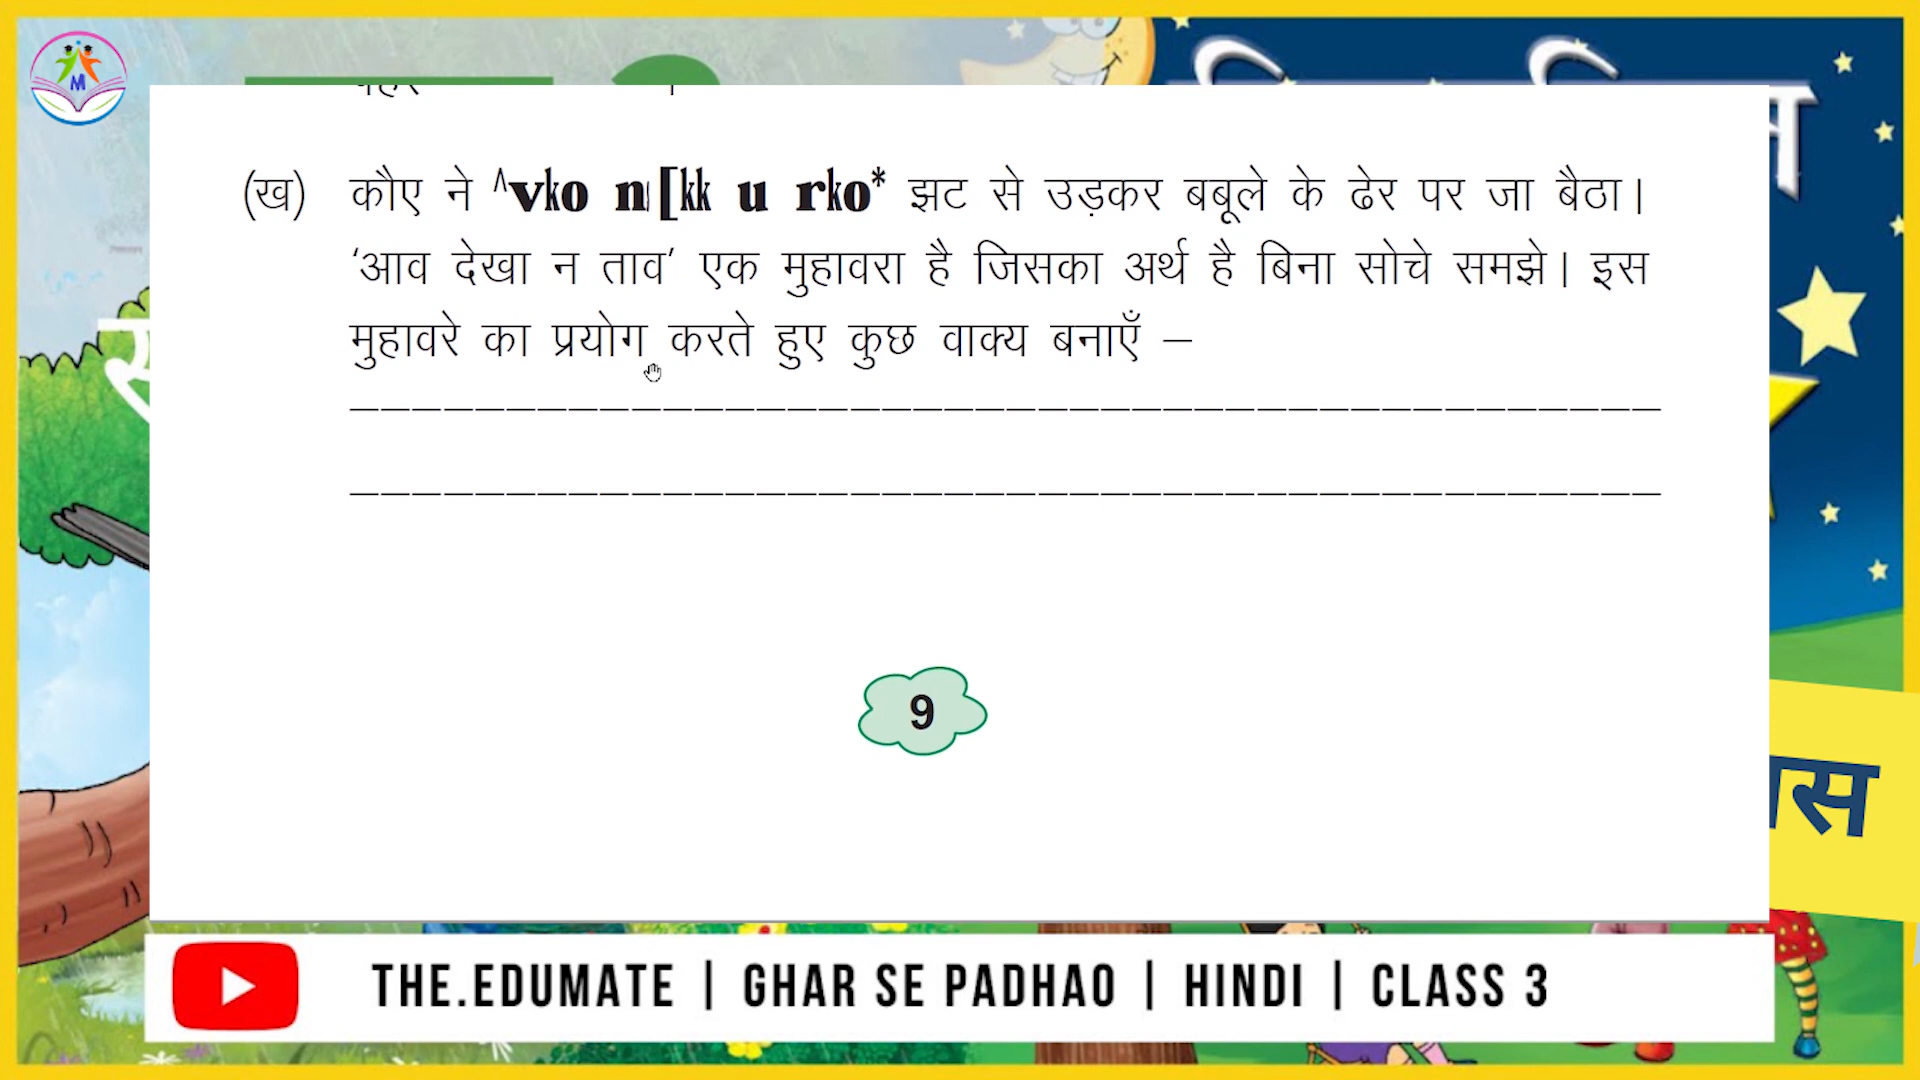 M
(ख) कौए ने ^vko ns[kk u rko* झट से उड़कर बबूले के ढेर पर जा बैठा।
‘आव देखा न ताव’ एक मुहावरा है जिसका अर्थ है बिना सोचे समझे। इस
मुहावरे का प्रयोग करते हुए कुछ वाक्य बनाएँ –
9
THE.EDUMATE | GHAR SE PADHAO | HINDI | CLASS 3